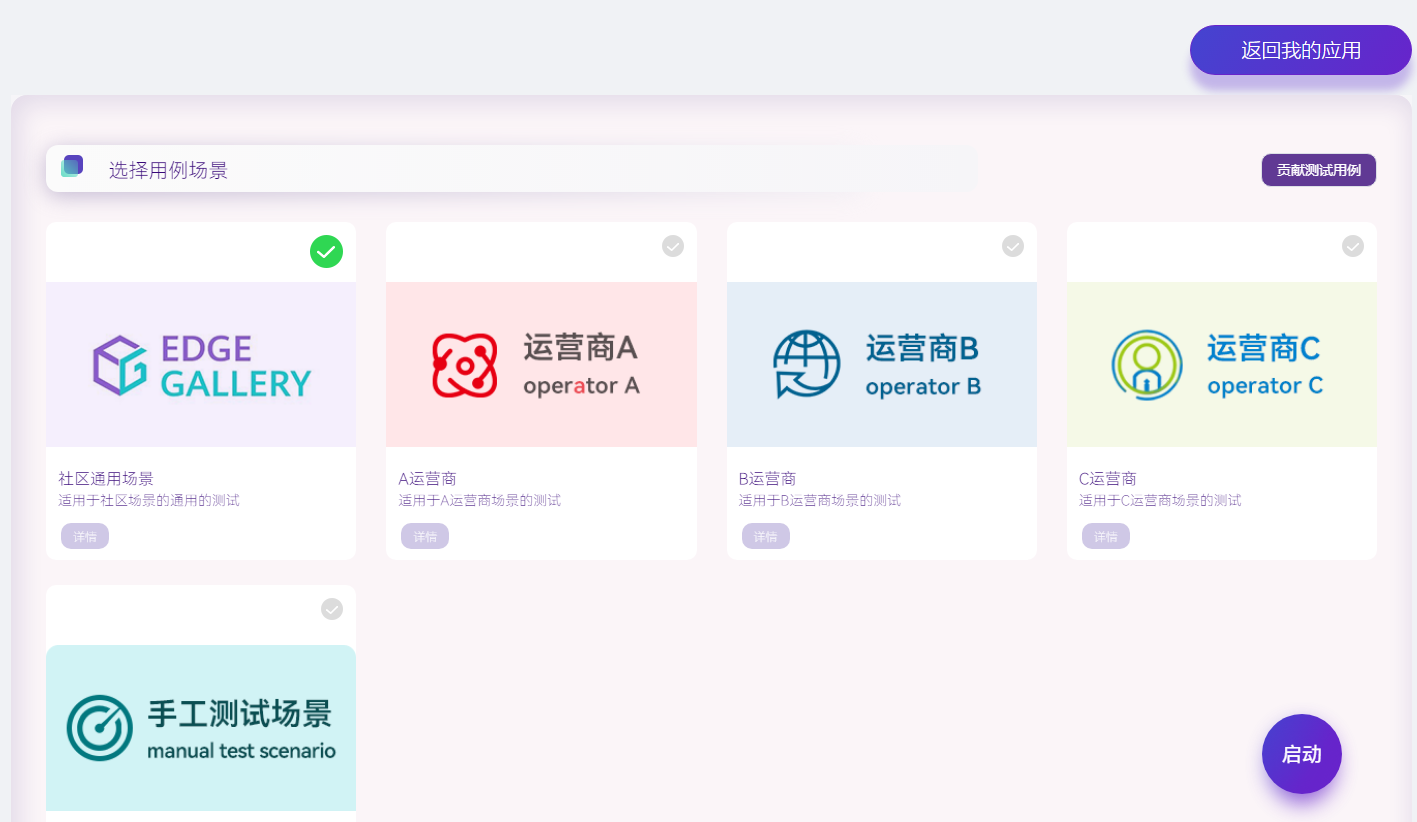 返回我的应用
选择用例场景
贡献测试用例
EDGE
GALLERY
社区通用场景
适用于社区场景的通用的测试
详情
运营商A
operator A
A运营商
适用于A运营商场景的测试
详情
运营商B
operator B
B运营商
适用于B运营商场景的测试
详情
运营商C
operator C
C运营商
适用于C运营商场景的测试
详情
手工测试场景
manual test scenario
启动